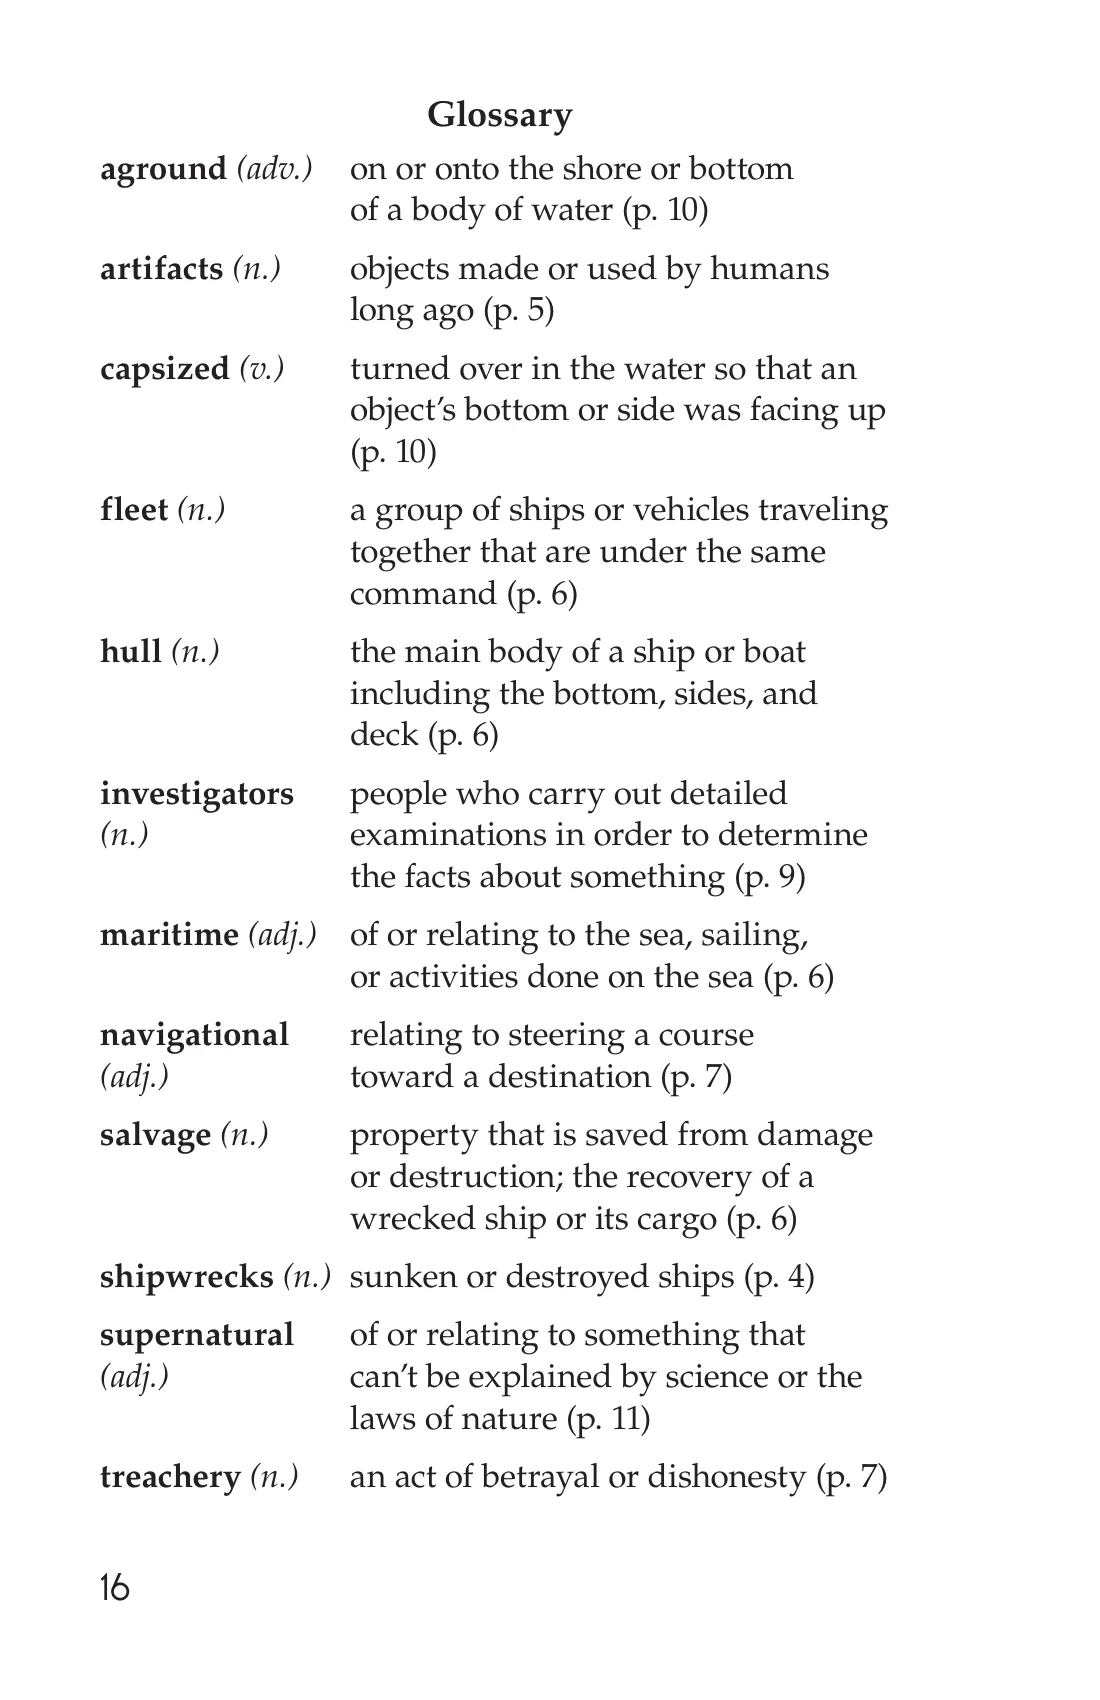 Glossary
aground (adv.) on or onto the shore or bottom
of a body of water (p. 10)
artifacts (n.) objects made or used by humans
long ago (p. 5)
capsized (v.) turned over in the water so that an
object’s bottom or side was facing up
(p. 10)
fleet (n.) a group of ships or vehicles traveling
together that are under the same
command (p. 6)
hull (n.) the main body of a ship or boat
including the bottom, sides, and
deck (p. 6)
investigators people who carry out detailed
(n.) examinations in order to determine
the facts about something (p. 9)
maritime (adj.) of or relating to the sea, sailing,
or activities done on the sea (p. 6)
navigational relating to steering a course
(adj.) toward a destination (p. 7)
salvage (n.) property that is saved from damage
or destruction; the recovery of a
wrecked ship or its cargo (p. 6)
shipwrecks (n.) sunken or destroyed ships (p. 4)
supernatural of or relating to something that
(adj.) can’t be explained by science or the
laws of nature (p. 11)
treachery (n.) an act of betrayal or dishonesty (p. 7)
16